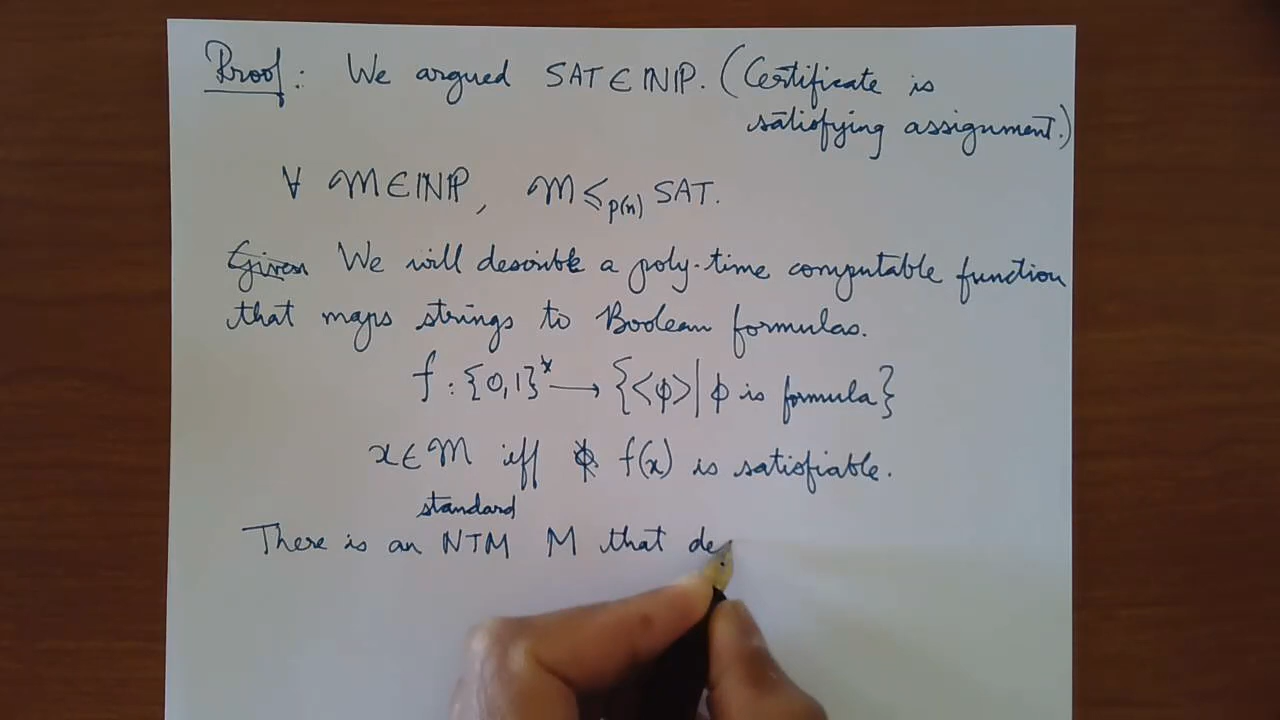 Proof: We argued SAT ∈ NP. (Certificate is
satisfying assignment.)
∀ M ∈ NP, M ≤p(n) SAT.
Given We will describe a poly-time computable function
that maps strings to Boolean formulas.
f : {0,1}* → {<ϕ> | ϕ is formula}
x ∈ M iff f(x) is satisfiable.
standard
There is an NTM M that de